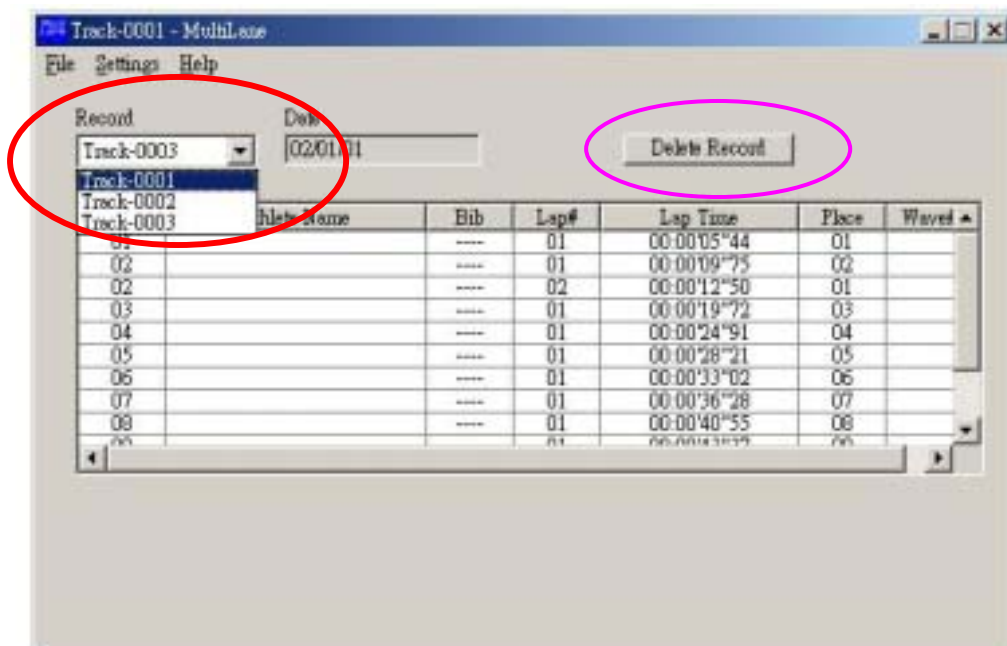 Track-0001 - MultiLane
File Settings Help
Record Date
Track-0003 02/01/01 Delete Record
Track-0001
Track-0002
Track-0003
Name Bib Lap# Lap Time Place Wave#
01 ---- 01 00:00'05"44 01
02 ---- 01 00:00'09"75 02
02 ---- 02 00:00'12"50 01
03 ---- 01 00:00'19"72 03
04 ---- 01 00:00'24"91 04
05 ---- 01 00:00'28"21 05
06 ---- 01 00:00'33"02 06
07 ---- 01 00:00'36"28 07
08 ---- 01 00:00'40"55 08